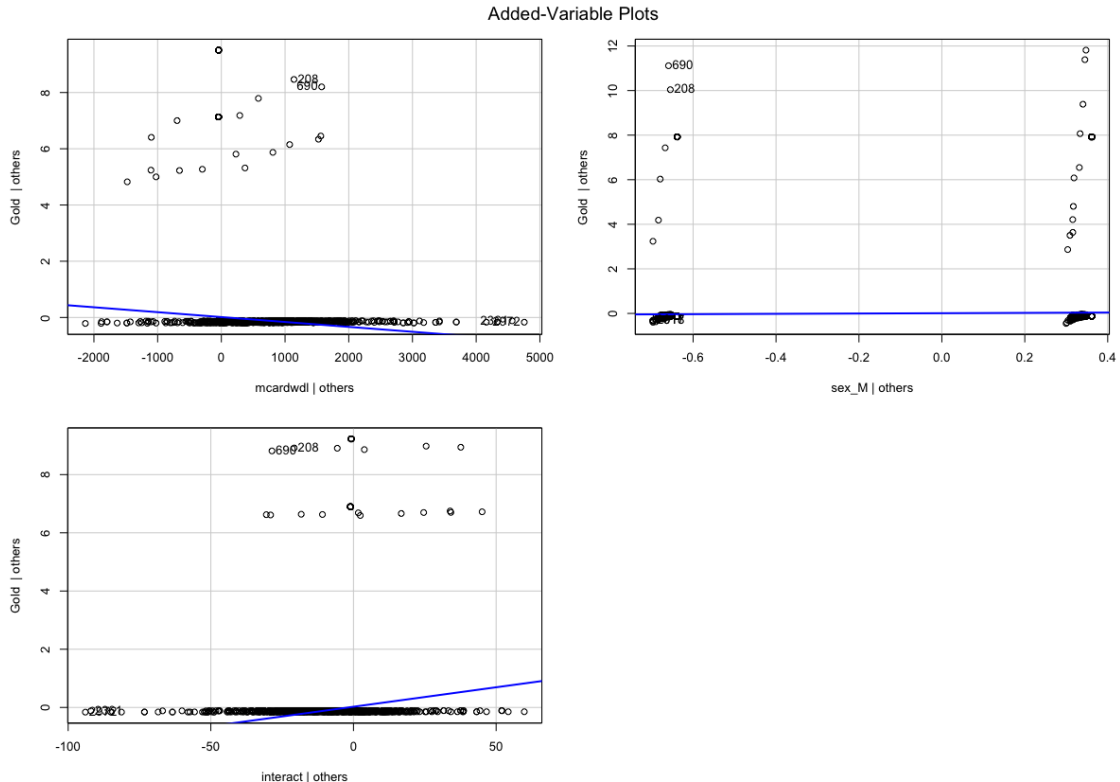 Added-Variable Plots
Gold | others
8
6
4
2
0
208
690
-2000 -1000 0 1000 2000 3000 4000 5000
mcardwdl | others
Gold | others
12
10
8
6
4
2
0
690
208
-0.6 -0.4 -0.2 0.0 0.2 0.4
sex_M | others
Gold | others
8
6
4
2
0
690 208
-100 -50 0 50
interact | others